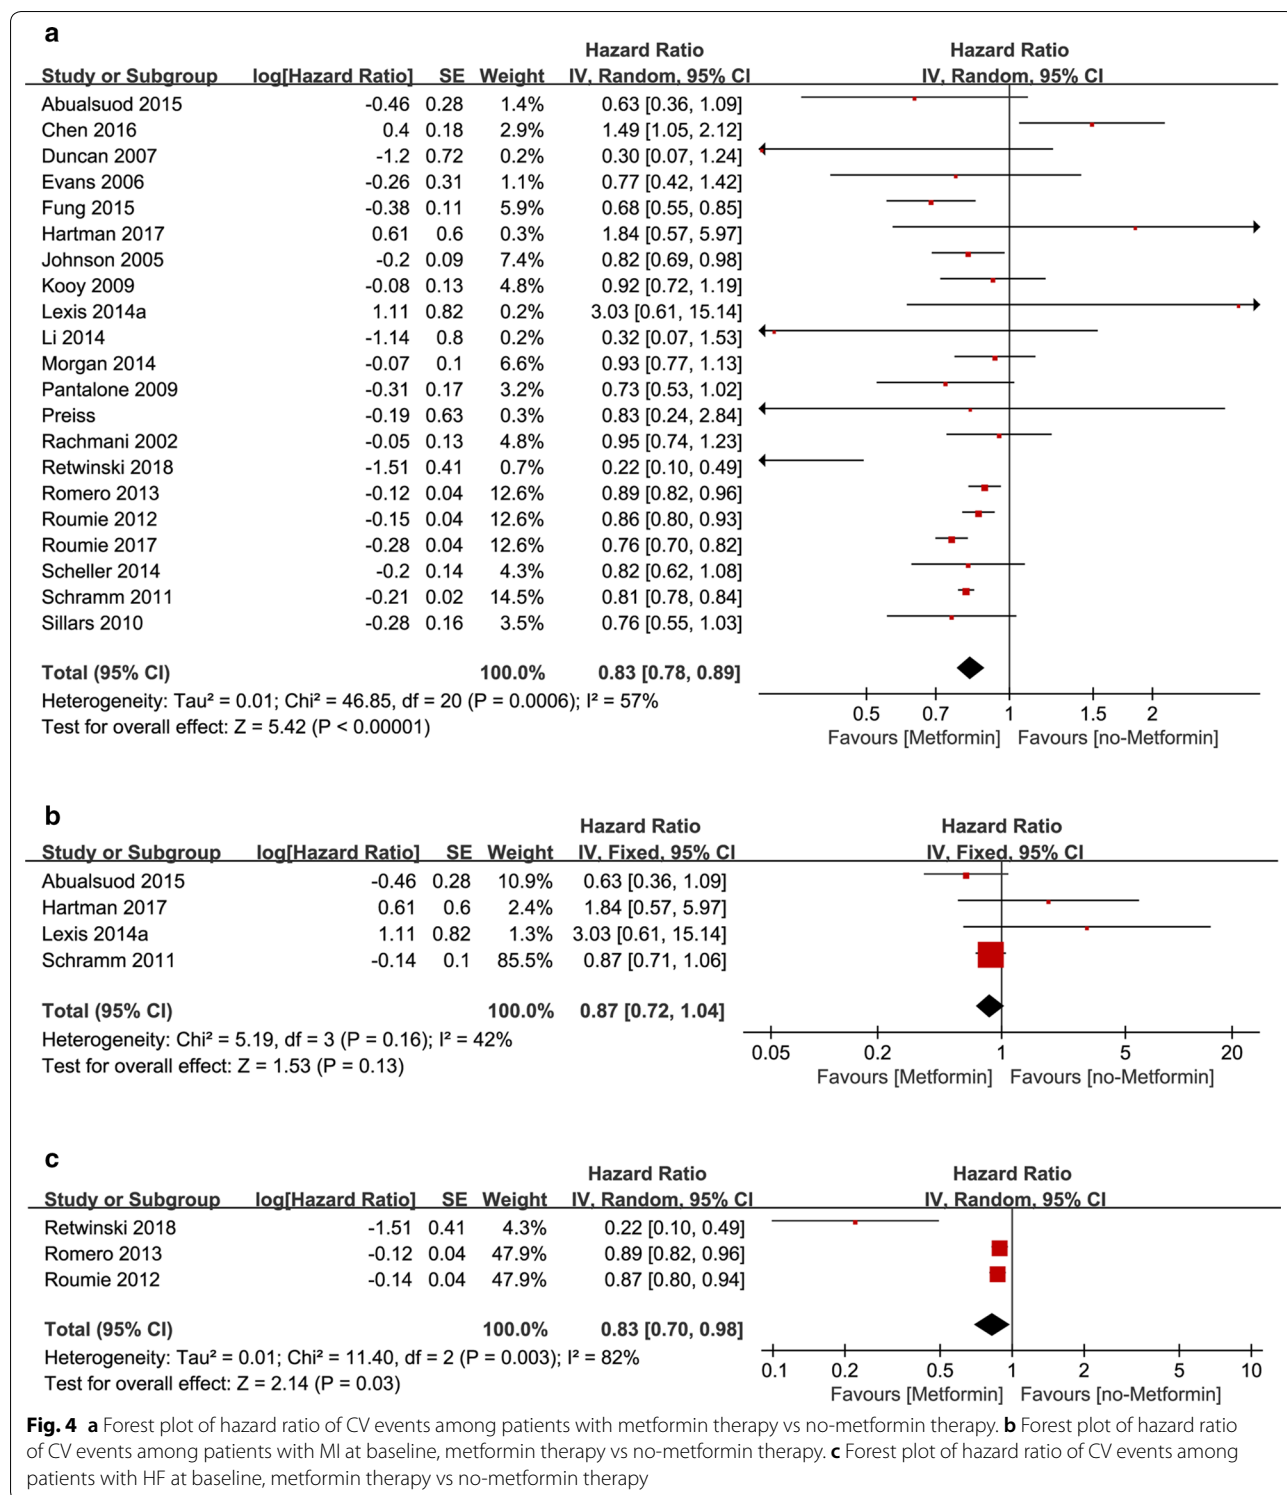 a
Hazard Ratio Hazard Ratio
Study or Subgroup log[Hazard Ratio] SE Weight IV, Random, 95% CI IV, Random, 95% CI
Abualsuod 2015 -0.46 0.28 1.4% 0.63 [0.36, 1.09]
Chen 2016 0.4 0.18 2.9% 1.49 [1.05, 2.12]
Duncan 2007 -1.2 0.72 0.2% 0.30 [0.07, 1.24]
Evans 2006 -0.26 0.31 1.1% 0.77 [0.42, 1.42]
Fung 2015 -0.38 0.11 5.9% 0.68 [0.55, 0.85]
Hartman 2017 0.61 0.6 0.3% 1.84 [0.57, 5.97]
Johnson 2005 -0.2 0.09 7.4% 0.82 [0.69, 0.98]
Kooy 2009 -0.08 0.13 4.8% 0.92 [0.72, 1.19]
Lexis 2014a 1.11 0.82 0.2% 3.03 [0.61, 15.14]
Li 2014 -1.14 0.8 0.2% 0.32 [0.07, 1.53]
Morgan 2014 -0.07 0.1 6.6% 0.93 [0.77, 1.13]
Pantalone 2009 -0.31 0.17 3.2% 0.73 [0.53, 1.02]
Preiss -0.19 0.63 0.3% 0.83 [0.24, 2.84]
Rachmani 2002 -0.05 0.13 4.8% 0.95 [0.74, 1.23]
Retwinski 2018 -1.51 0.41 0.7% 0.22 [0.10, 0.49]
Romero 2013 -0.12 0.04 12.6% 0.89 [0.82, 0.96]
Roumie 2012 -0.15 0.04 12.6% 0.86 [0.80, 0.93]
Roumie 2017 -0.28 0.04 12.6% 0.76 [0.70, 0.82]
Scheller 2014 -0.2 0.14 4.3% 0.82 [0.62, 1.08]
Schramm 2011 -0.21 0.02 14.5% 0.81 [0.78, 0.84]
Sillars 2010 -0.28 0.16 3.5% 0.76 [0.55, 1.03]
Total (95% CI) 100.0% 0.83 [0.78, 0.89]
Heterogeneity: Tau² = 0.01; Chi² = 46.85, df = 20 (P = 0.0006); I² = 57%
Test for overall effect: Z = 5.42 (P < 0.00001)
0.5 0.7 1 1.5 2
Favours [Metformin] Favours [no-Metformin]
b
Hazard Ratio Hazard Ratio
Study or Subgroup log[Hazard Ratio] SE Weight IV, Fixed, 95% CI IV, Fixed, 95% CI
Abualsuod 2015 -0.46 0.28 10.9% 0.63 [0.36, 1.09]
Hartman 2017 0.61 0.6 2.4% 1.84 [0.57, 5.97]
Lexis 2014a 1.11 0.82 1.3% 3.03 [0.61, 15.14]
Schramm 2011 -0.14 0.1 85.5% 0.87 [0.71, 1.06]
Total (95% CI) 100.0% 0.87 [0.72, 1.04]
Heterogeneity: Chi² = 5.19, df = 3 (P = 0.16); I² = 42%
Test for overall effect: Z = 1.53 (P = 0.13)
0.05 0.2 1 5 20
Favours [Metformin] Favours [no-Metformin]
c
Hazard Ratio Hazard Ratio
Study or Subgroup log[Hazard Ratio] SE Weight IV, Random, 95% CI IV, Random, 95% CI
Retwinski 2018 -1.51 0.41 4.3% 0.22 [0.10, 0.49]
Romero 2013 -0.12 0.04 47.9% 0.89 [0.82, 0.96]
Roumie 2012 -0.14 0.04 47.9% 0.87 [0.80, 0.94]
Total (95% CI) 100.0% 0.83 [0.70, 0.98]
Heterogeneity: Tau² = 0.01; Chi² = 11.40, df = 2 (P = 0.003); I² = 82%
Test for overall effect: Z = 2.14 (P = 0.03)
0.1 0.2 0.5 1 2 5 10
Favours [Metformin] Favours [no-Metformin]
Fig. 4 a Forest plot of hazard ratio of CV events among patients with metformin therapy vs no-metformin therapy. b Forest plot of hazard ratio
of CV events among patients with MI at baseline, metformin therapy vs no-metformin therapy. c Forest plot of hazard ratio of CV events among
patients with HF at baseline, metformin therapy vs no-metformin therapy